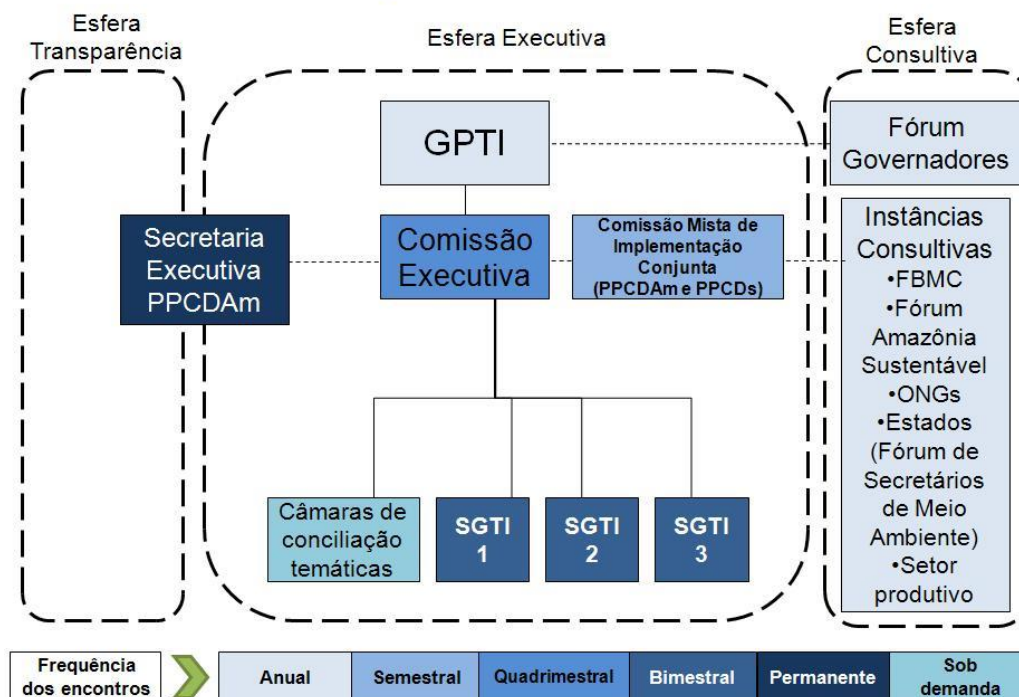 Esfera
Transparência
Esfera Executiva
Esfera
Consultiva
GPTI
Fórum
Governadores
Secretaria
Executiva
PPCDAm
Comissão
Executiva
Comissão Mista de
Implementação
Conjunta
(PPCDAm e PPCDs)
Instâncias
Consultivas
•FBMC
•Fórum
Amazônia
Sustentável
•ONGs
•Estados
(Fórum de
Secretários
de Meio
Ambiente)
•Setor
produtivo
Câmaras de
conciliação
temáticas
SGTI
1
SGTI
2
SGTI
3
Frequência
dos encontros
Anual
Semestral
Quadrimestral
Bimestral
Permanente
Sob
demanda